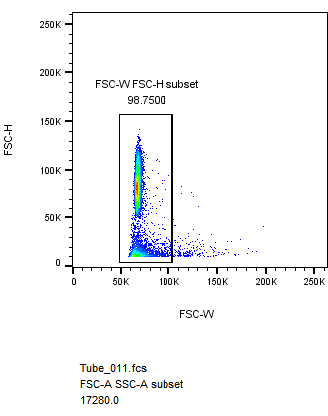 250K
200K
FSC-W FSC-H subset
98.7500
150K
FSC-H
100K
50K
0
0
50K
100K
150K
200K
250K
FSC-W
Tube_011.fcs
FSC-A SSC-A subset
17280.0